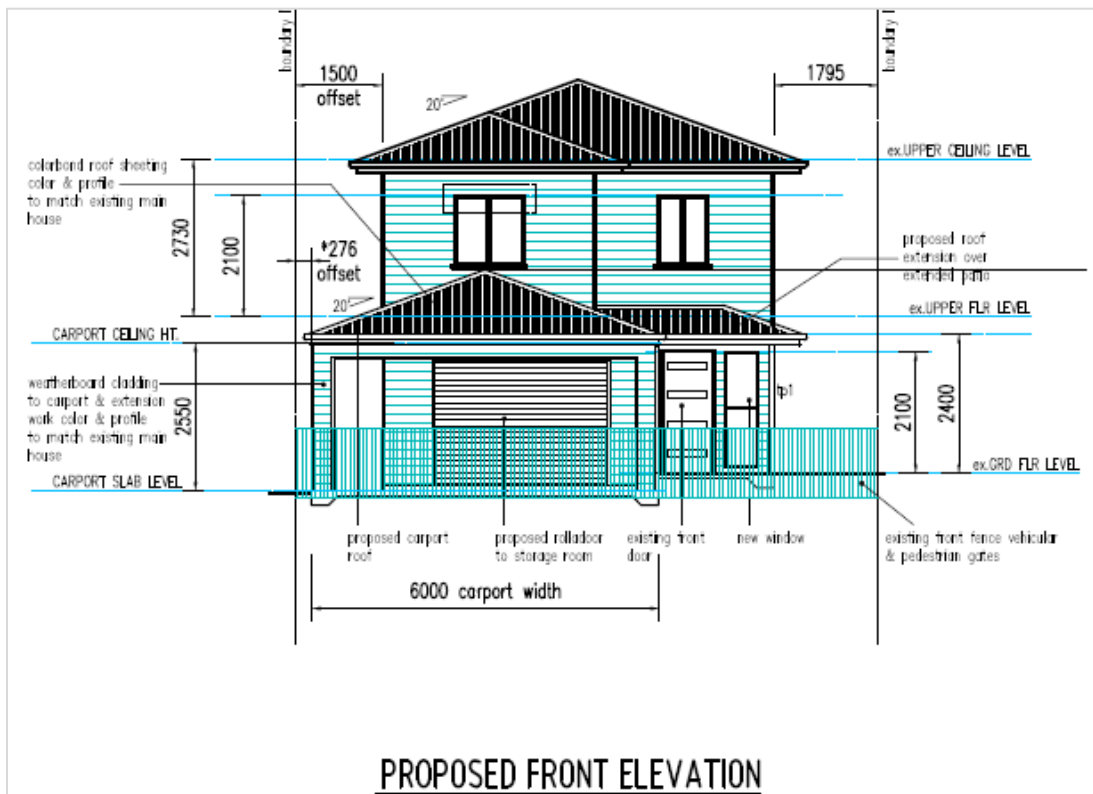 boundary l
boundary l
1500
offset
1795
20°
ex.UPPER CEILING LEVEL
colorbond roof sheeting
color & profile
to match existing main
house
2730
2100
*276
offset
20°
proposed roof
extension over
extended patio
ex.UPPER FLR LEVEL
CARPORT CEILING HT.
weatherboard cladding
to carport & extension
work color & profile
to match existing main
house
2550
tp1
2100
2400
CARPORT SLAB LEVEL
ex.GRD FLR LEVEL
proposed carport
roof
proposed rolladoor
to storage room
existing front
door
new window
existing front fence vehicular
& pedestrian gates
6000 carport width
PROPOSED FRONT ELEVATION